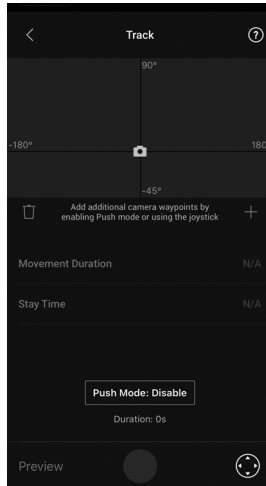 Track
?
90°
-180°
180
-45°
Add additional camera waypoints by
enabling Push mode or using the joystick
Movement Duration N/A
Stay Time N/A
Push Mode: Disable
Duration: 0s
Preview